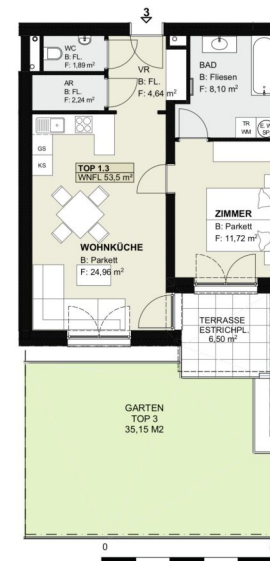 3
WC
B: FL.
F: 1,89 m²
VR
B: FL.
F: 4,64 m²
BAD
B: Fliesen
F: 8,10 m²
AR
B: FL.
F: 2,24 m²
TR
WM
E. W
SP
GS
KS
TOP 1.3
WNFL 53,5 m²
ZIMMER
B: Parkett
F: 11,72 m²
WOHNKÜCHE
B: Parkett
F: 24,96 m²
TERRASSE
ESTRICHPL.
6,50 m²
GARTEN
TOP 3
35,15 M2
0